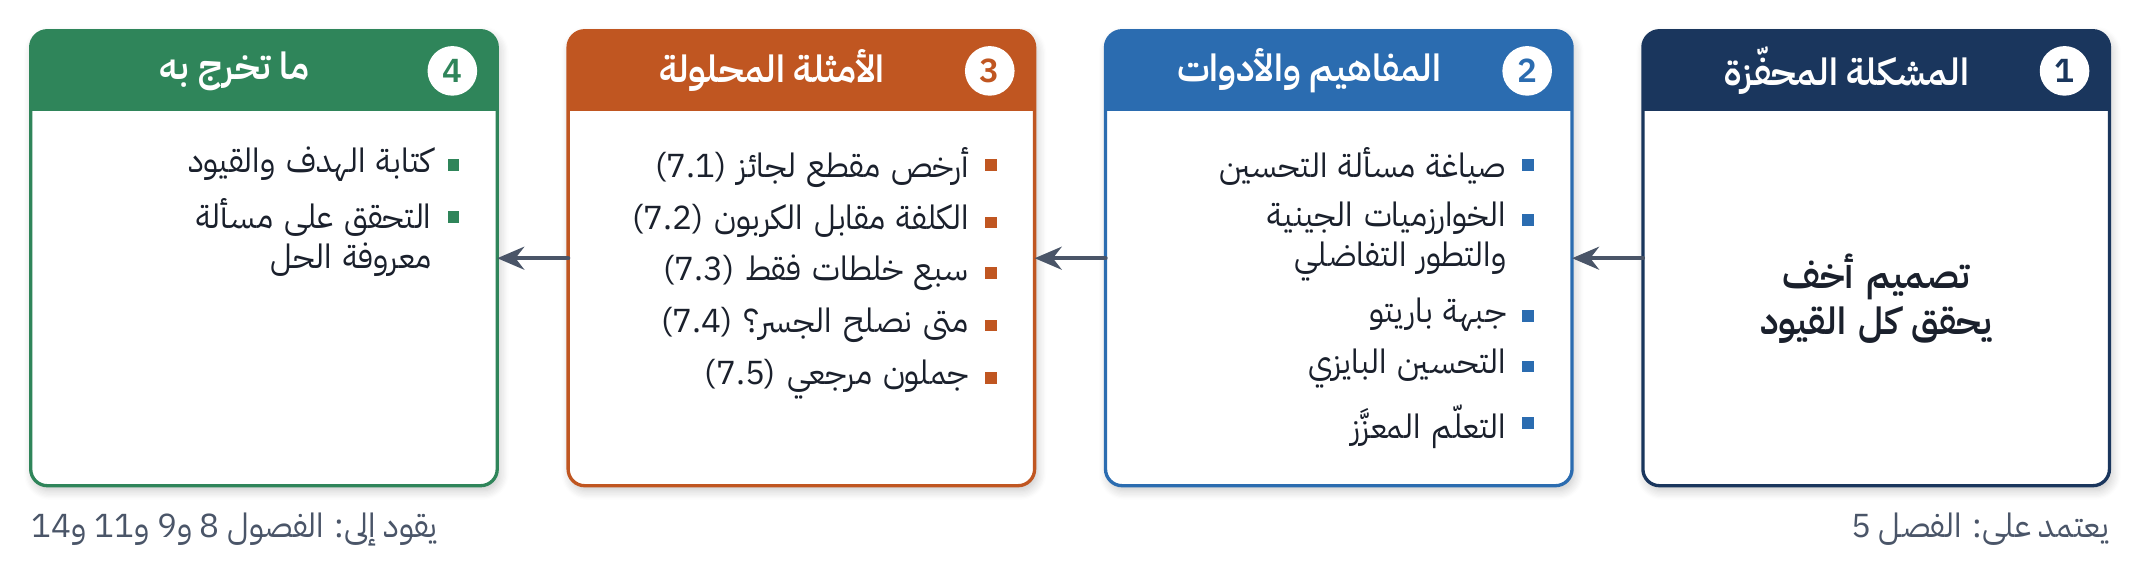 1 المشكلة المحفّزة
تصميم أخف
يحقق كل القيود
2 المفاهيم والأدوات
صياغة مسألة التحسين
الخوارزميات الجينية
والتطور التفاضلي
جبهة باريتو
التحسين البايزي
التعلّم المعزَّز
3 الأمثلة المحلولة
أرخص مقطع لجائز (7.1)
الكلفة مقابل الكربون (7.2)
سبع خلطات فقط (7.3)
متى نصلح الجسر؟ (7.4)
جملون مرجعي (7.5)
4 ما تخرج به
كتابة الهدف والقيود
التحقق على مسألة
معروفة الحل
يعتمد على: الفصل 5
يقود إلى: الفصول 8 و9 و11 و14